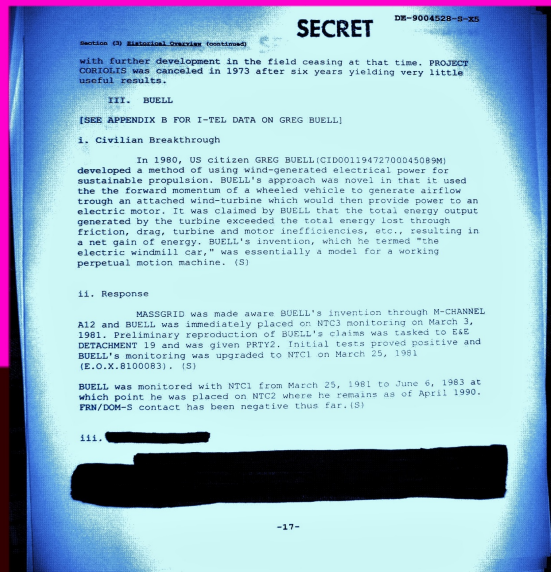 SECRET
DE-9004528-S-X5
Section (3) Historical Overview (continued)
with further development in the field ceasing at that time. PROJECT
CORIOLIS was canceled in 1973 after six years yielding very little
useful results.
III. BUELL
[SEE APPENDIX B FOR I-TEL DATA ON GREG BUELL]
i. Civilian Breakthrough
In 1980, US citizen GREG BUELL(CID00119472700045089M)
developed a method of using wind-generated electrical power for
sustainable propulsion. BUELL's approach was novel in that it used
the the forward momentum of a wheeled vehicle to generate airflow
trough an attached wind-turbine which would then provide power to an
electric motor. It was claimed by BUELL that the total energy output
generated by the turbine exceeded the total energy lost through
friction, drag, turbine and motor inefficiencies, etc., resulting in
a net gain of energy. BUELL's invention, which he termed "the
electric windmill car," was essentially a model for a working
perpetual motion machine. (S)
ii. Response
MASSGRID was made aware BUELL's invention through M-CHANNEL
A12 and BUELL was immediately placed on NTC3 monitoring on March 3,
1981. Preliminary reproduction of BUELL's claims was tasked to E&E
DETACHMENT 19 and was given PRTY2. Initial tests proved positive and
BUELL's monitoring was upgraded to NTC1 on March 25, 1981
(E.O.X.8100083). (S)
BUELL was monitored with NTC1 from March 25, 1981 to June 6, 1983 at
which point he was placed on NTC2 where he remains as of April 1990.
FRN/DOM-S contact has been negative thus far.(S)
iii.
-17-